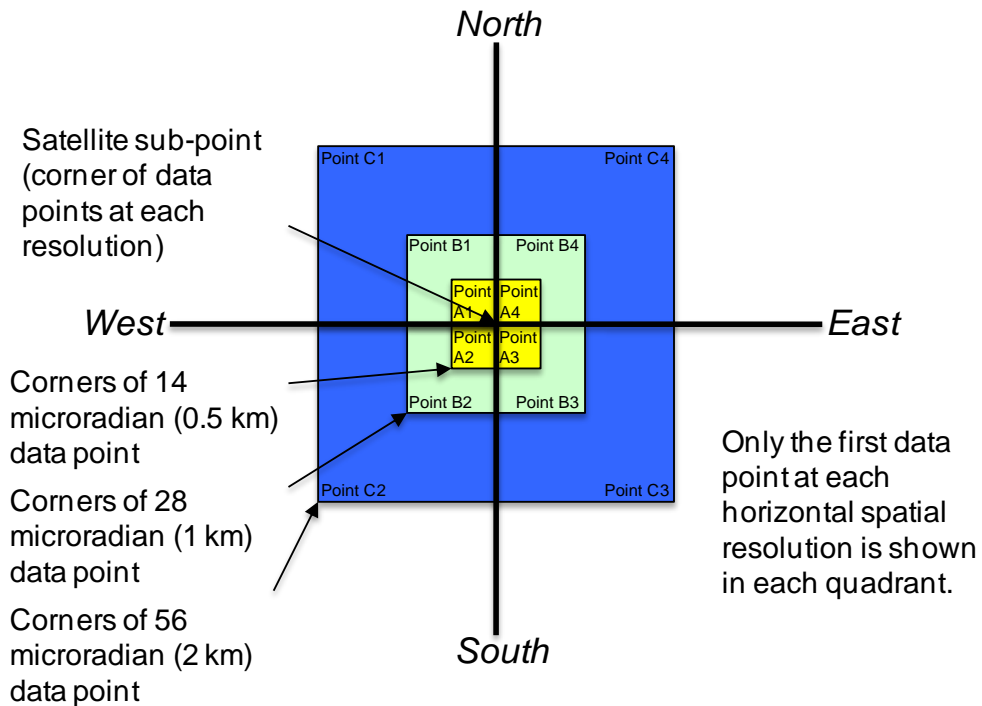 North
Satellite sub-point
(corner of data
points at each
resolution)
Point C1
Point C4
Point B1
Point B4
Point
A1
Point
A4
West
East
Point
A2
Point
A3
Corners of 14
microradian (0.5 km)
data point
Point B2
Point B3
Corners of 28
microradian (1 km)
data point
Point C2
Point C3
Only the first data
point at each
horizontal spatial
resolution is shown
in each quadrant.
Corners of 56
microradian (2 km)
data point
South